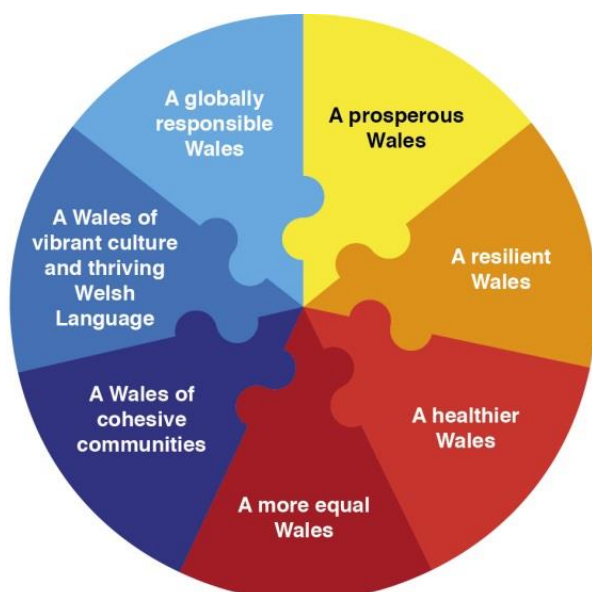 A prosperous
Wales
A resilient
Wales
A healthier
Wales
A more equal
Wales
A Wales of
cohesive
communities
A Wales of
vibrant culture
and thriving
Welsh
Language
A globally
responsible
Wales